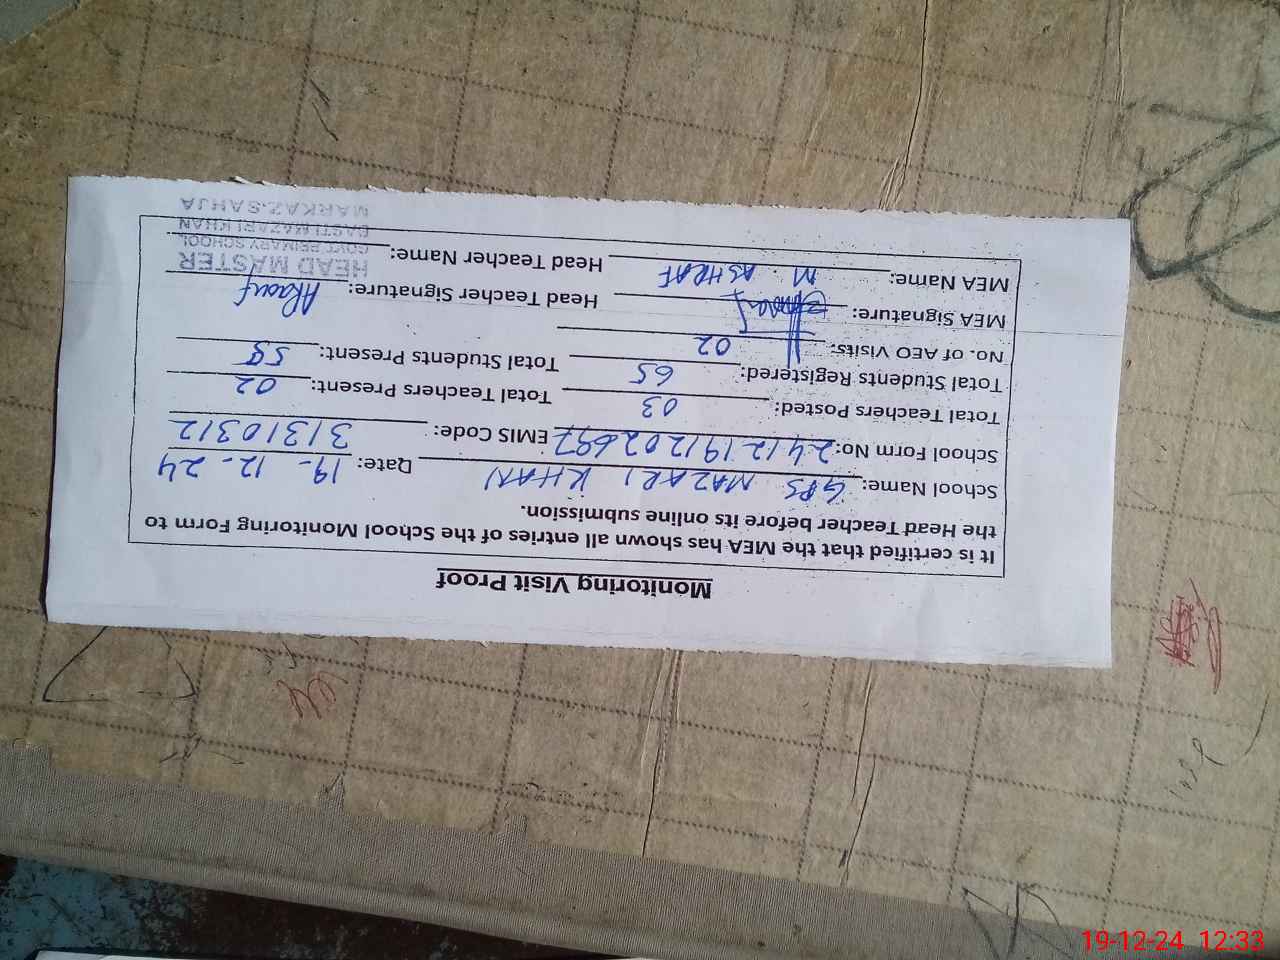 Monitoring Visit Proof
It is certified that the MEA has shown all entries of the School Monitoring Form to
the Head Teacher before its online submission.
School Name: GPS MAZARI KHAN Date: 19-12-24
School Form No: 2412191202697 EMIS Code: 31310312
Total Teachers Posted: 03 Total Teachers Present: 02
Total Students Registered: 65 Total Students Present: 58
No. of AEO Visits: 02
MEA Signature: Head Teacher Signature: ARaouf
MEA Name: M. ASHRAF Head Teacher Name:
HEAD MASTER
GOVT PRIMARY SCHOOL
BASTI MAZARI KHAN
MARKAZ.SAHJA
19-12-24 12:33